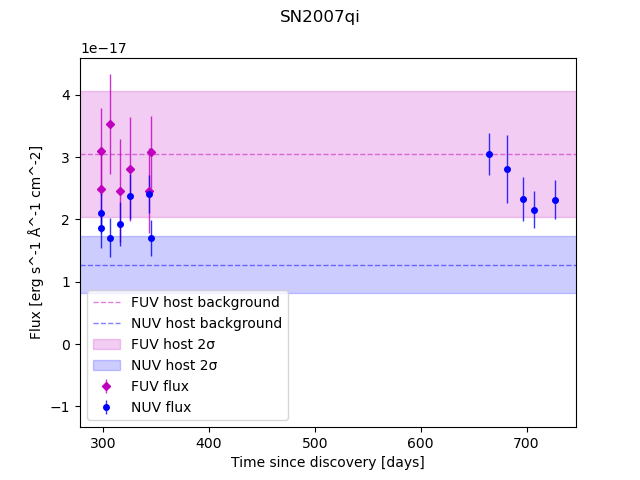 SN2007qi
1e−17
4
3
2
1
0
−1
Flux [erg s^-1 Å^-1 cm^-2]
FUV host background
NUV host background
FUV host 2σ
NUV host 2σ
FUV flux
NUV flux
300 400 500 600 700
Time since discovery [days]